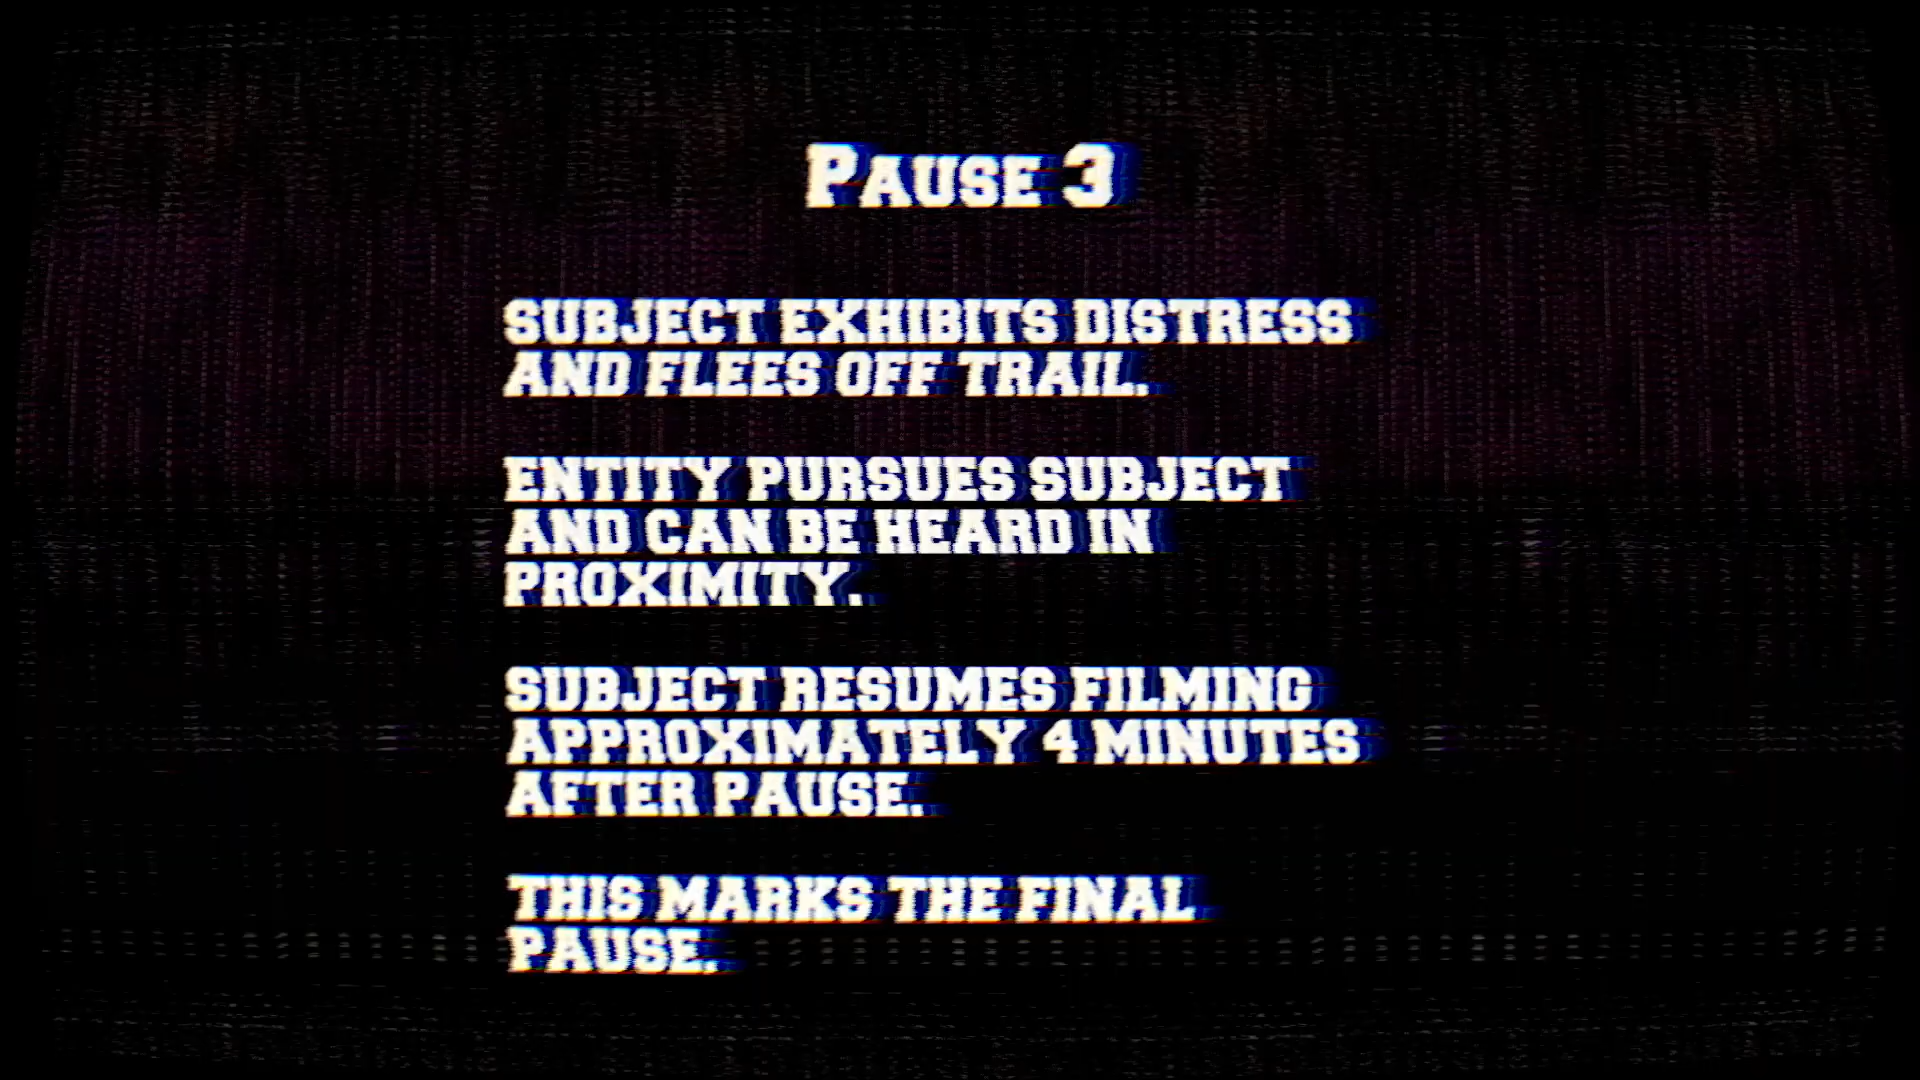 PAUSE 3
SUBJECT EXHIBITS DISTRESS
AND FLEES OFF TRAIL.
ENTITY PURSUES SUBJECT
AND CAN BE HEARD IN
PROXIMITY.
SUBJECT RESUMES FILMING
APPROXIMATELY 4 MINUTES
AFTER PAUSE.
THIS MARKS THE FINAL
PAUSE.